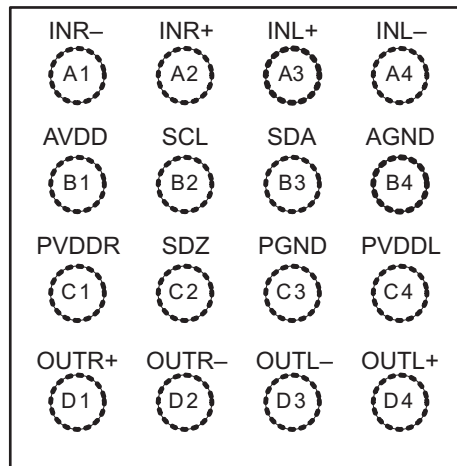 INR– INR+ INL+ INL–
A1 A2 A3 A4
AVDD SCL SDA AGND
B1 B2 B3 B4
PVDDR SDZ PGND PVDDL
C1 C2 C3 C4
OUTR+ OUTR– OUTL– OUTL+
D1 D2 D3 D4